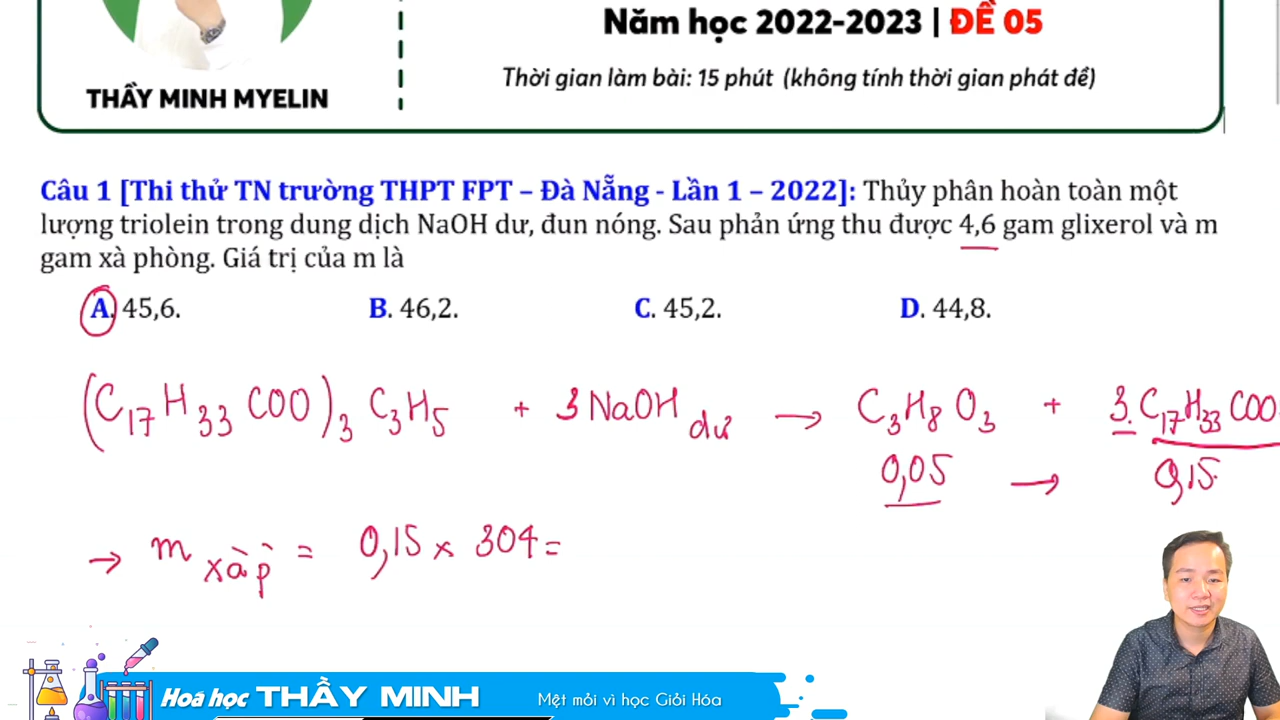 Năm học 2022-2023 | ĐỀ 05
Thời gian làm bài: 15 phút (không tính thời gian phát đề)
THẦY MINH MYELIN
Câu 1 [Thi thử TN trường THPT FPT – Đà Nẵng - Lần 1 – 2022]: Thủy phân hoàn toàn một
lượng triolein trong dung dịch NaOH dư, đun nóng. Sau phản ứng thu được 4,6 gam glixerol và m
gam xà phòng. Giá trị của m là
A. 45,6. B. 46,2. C. 45,2. D. 44,8.
(C17H33COO)3C3H5 + 3NaOH dư → C3H8O3 + 3.C17H33COO
0,05 → 0,15
→ m xà p = 0,15 × 304 =
Hoá học THẦY MINH Mệt mỏi vì học Giỏi Hóa